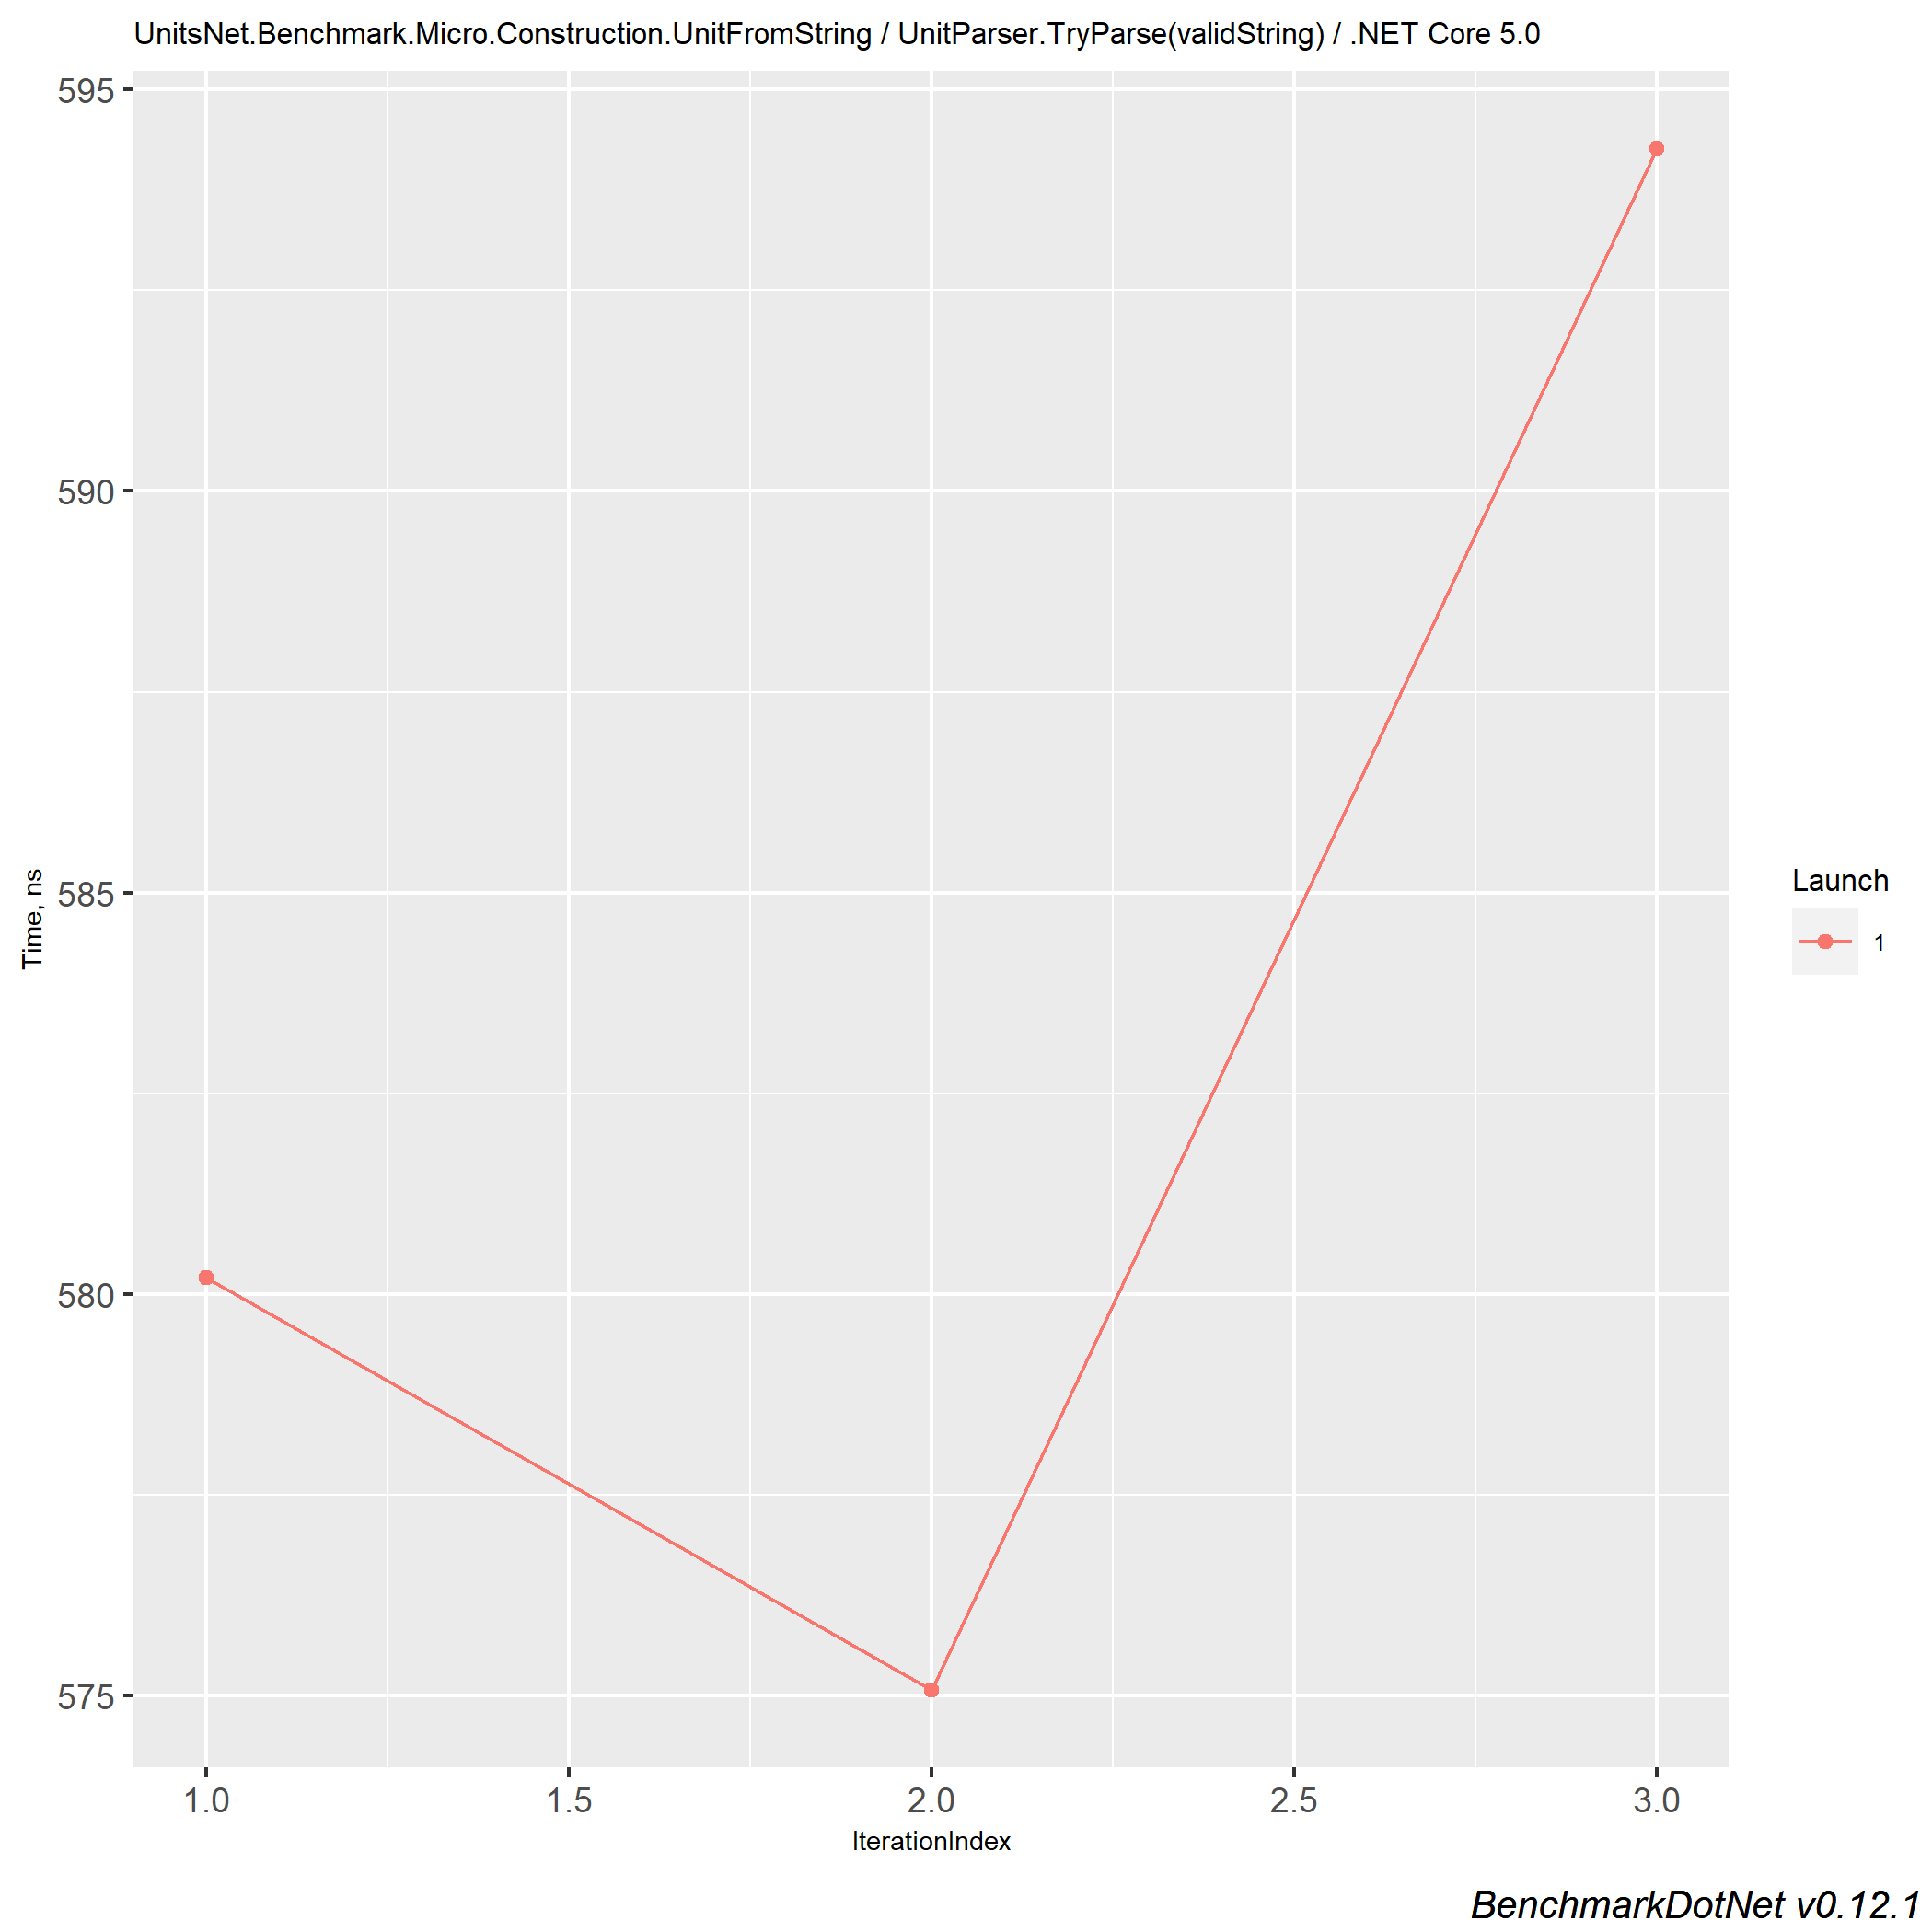 UnitsNet.Benchmark.Micro.Construction.UnitFromString / UnitParser.TryParse(validString) / .NET Core 5.0
595
590
585
580
575
Time, ns
1.0 1.5 2.0 2.5 3.0
IterationIndex
Launch
1
BenchmarkDotNet v0.12.1